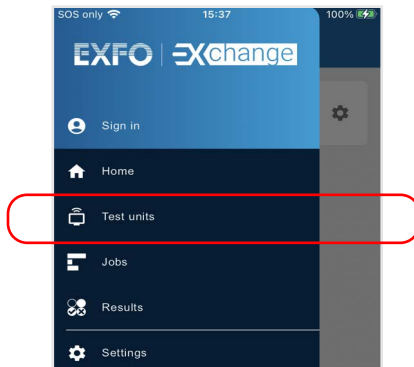 SOS only 15:37 100%
EXFO EXchange
Sign in
Home
Test units
Jobs
Results
Settings